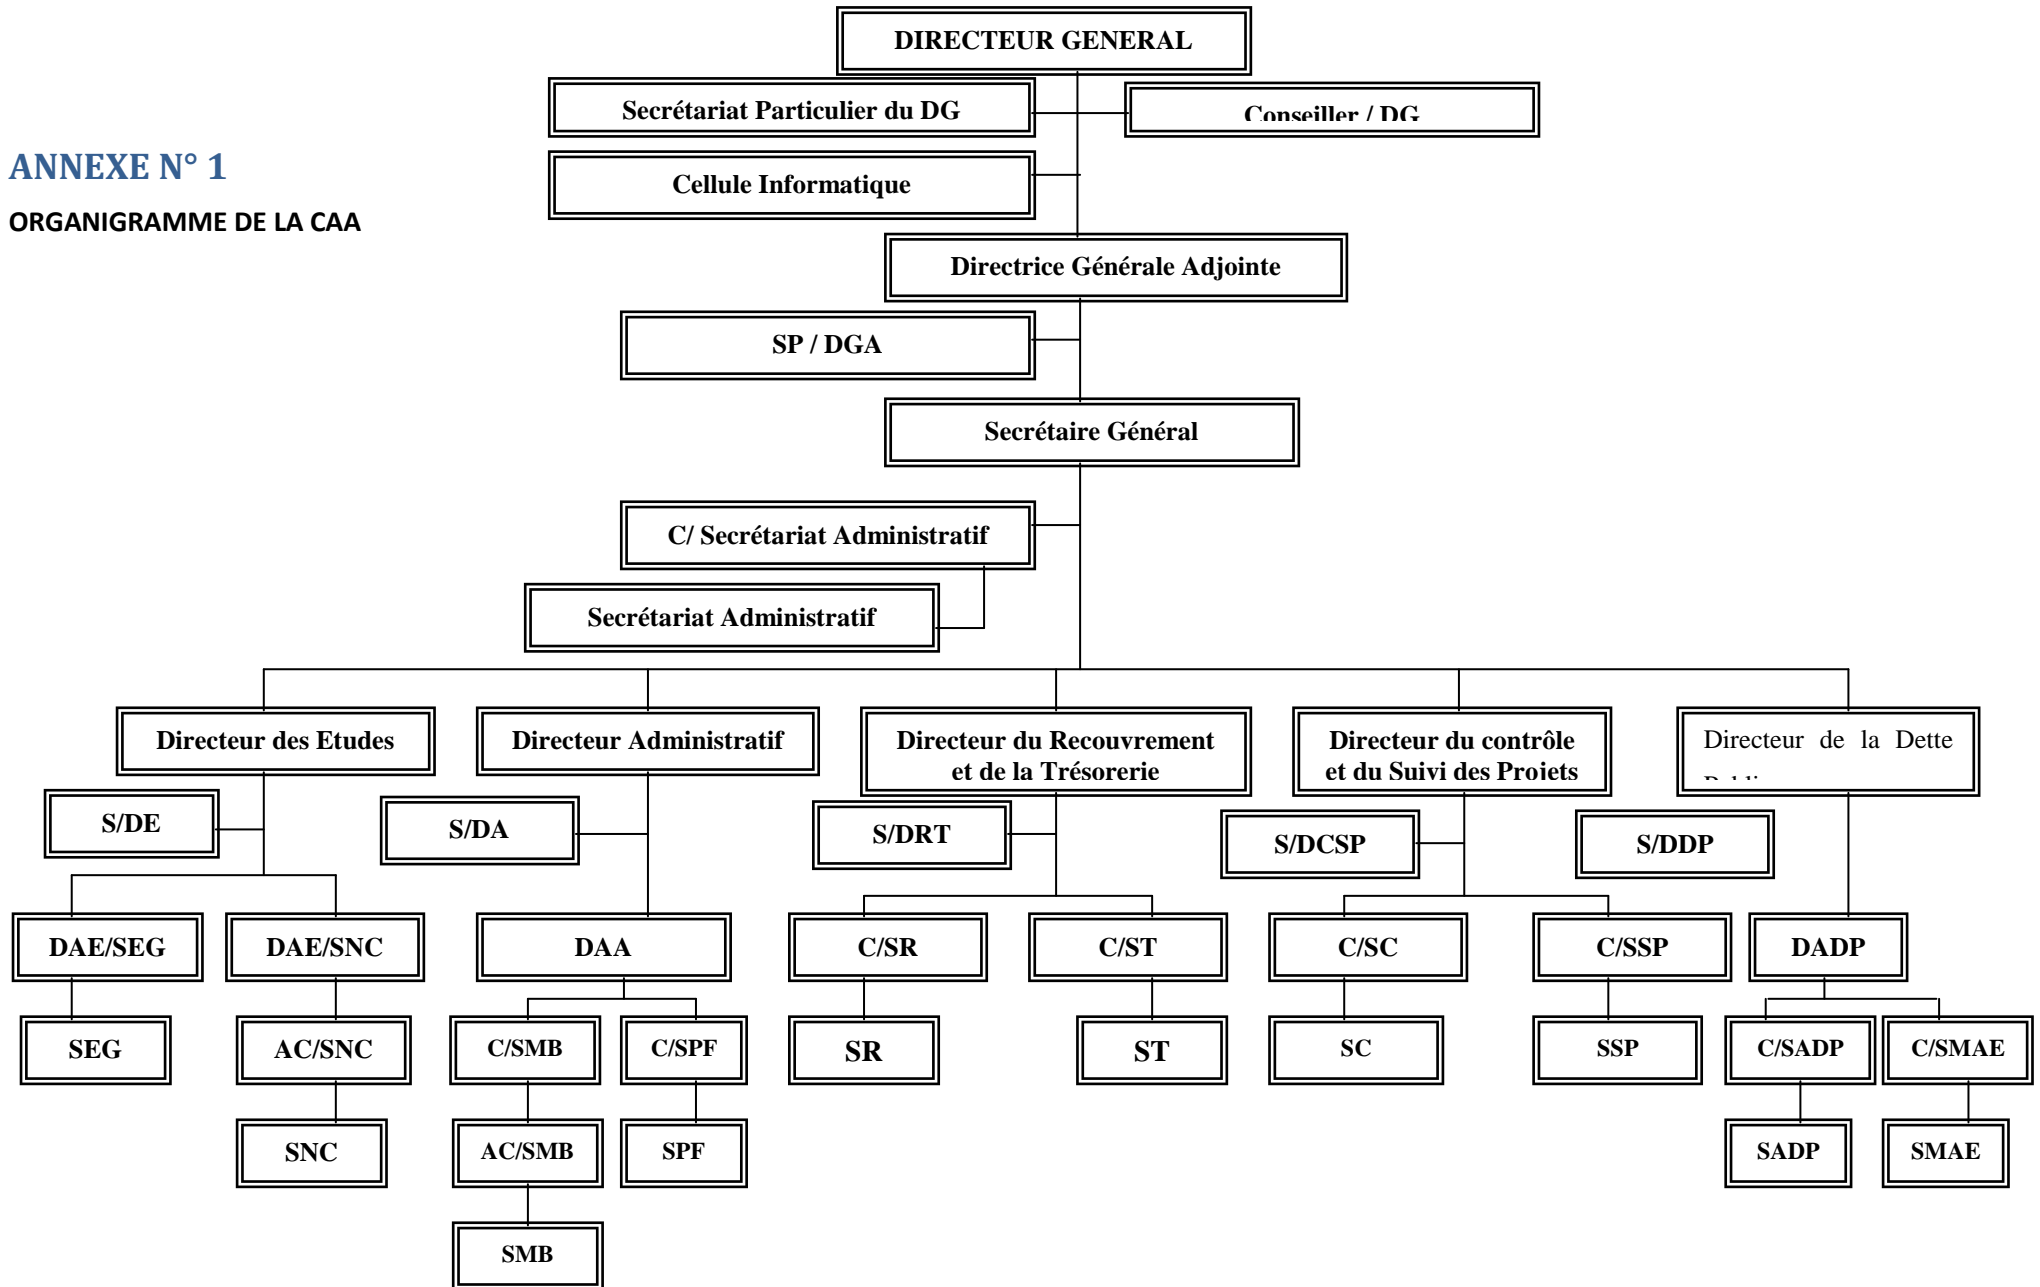 DIRECTEUR GENERAL
Secrétariat Particulier du DG
Conseiller / DG
ANNEXE N° 1
Cellule Informatique
ORGANIGRAMME DE LA CAA
Directrice Générale Adjointe
SP / DGA
Secrétaire Général
C/ Secrétariat Administratif
Secrétariat Administratif
Directeur des Etudes
Directeur Administratif
Directeur du Recouvrement
et de la Trésorerie
Directeur du contrôle
et du Suivi des Projets
Directeur de la Dette
S/DE
S/DA
S/DRT
S/DCSP
S/DDP
DAE/SEG
DAE/SNC
DAA
C/SR
C/ST
C/SC
C/SSP
DADP
SEG
AC/SNC
C/SMB
C/SPF
SR
ST
SC
SSP
C/SADP
C/SMAE
SNC
AC/SMB
SPF
SADP
SMAE
SMB